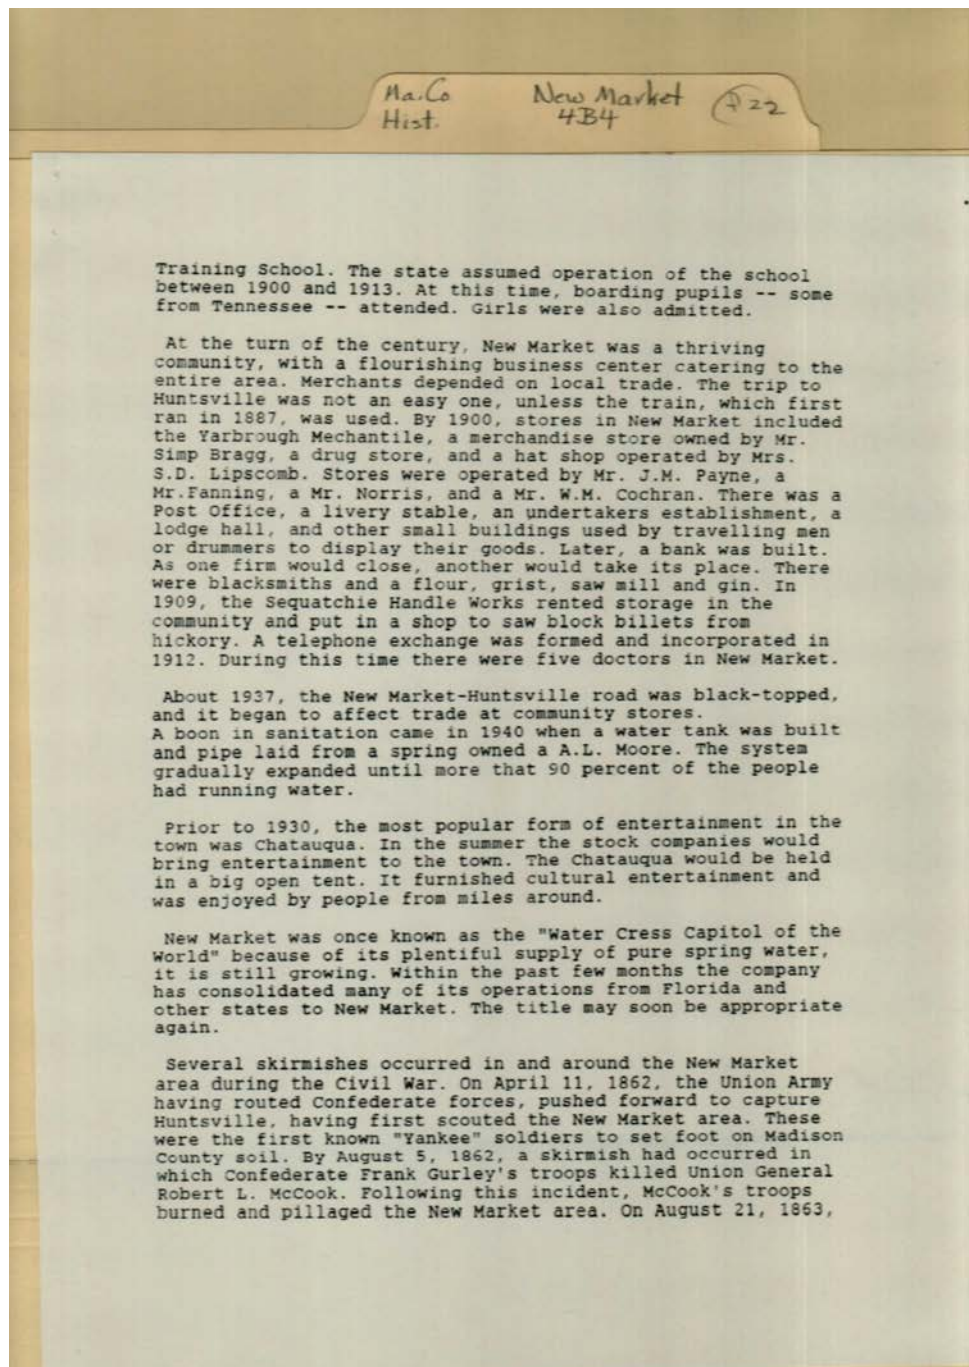 Ma.Co New Market P22
Hist. 4B4
Training School. The state assumed operation of the school
between 1900 and 1913. At this time, boarding pupils -- some
from Tennessee -- attended. Girls were also admitted.
At the turn of the century, New Market was a thriving
community, with a flourishing business center catering to the
entire area. Merchants depended on local trade. The trip to
Huntsville was not an easy one, unless the train, which first
ran in 1887, was used. By 1900, stores in New Market included
the Yarbrough Mechantile, a merchandise store owned by Mr.
Simp Bragg, a drug store, and a hat shop operated by Mrs.
S.D. Lipscomb. Stores were operated by Mr. J.M. Payne, a
Mr.Fanning, a Mr. Norris, and a Mr. W.M. Cochran. There was a
Post Office, a livery stable, an undertakers establishment, a
lodge hall, and other small buildings used by travelling men
or drummers to display their goods. Later, a bank was built.
As one firm would close, another would take its place. There
were blacksmiths and a flour, grist, saw mill and gin. In
1909, the Sequatchie Handle Works rented storage in the
community and put in a shop to saw block billets from
hickory. A telephone exchange was formed and incorporated in
1912. During this time there were five doctors in New Market.
About 1937, the New Market-Huntsville road was black-topped,
and it began to affect trade at community stores.
A boon in sanitation came in 1940 when a water tank was built
and pipe laid from a spring owned a A.L. Moore. The system
gradually expanded until more that 90 percent of the people
had running water.
Prior to 1930, the most popular form of entertainment in the
town was Chatauqua. In the summer the stock companies would
bring entertainment to the town. The Chatauqua would be held
in a big open tent. It furnished cultural entertainment and
was enjoyed by people from miles around.
New Market was once known as the "Water Cress Capitol of the
World" because of its plentiful supply of pure spring water,
it is still growing. Within the past few months the company
has consolidated many of its operations from Florida and
other states to New Market. The title may soon be appropriate
again.
Several skirmishes occurred in and around the New Market
area during the Civil War. On April 11, 1862, the Union Army
having routed Confederate forces, pushed forward to capture
Huntsville, having first scouted the New Market area. These
were the first known "Yankee" soldiers to set foot on Madison
County soil. By August 5, 1862, a skirmish had occurred in
which Confederate Frank Gurley's troops killed Union General
Robert L. McCook. Following this incident, McCook's troops
burned and pillaged the New Market area. On August 21, 1863,